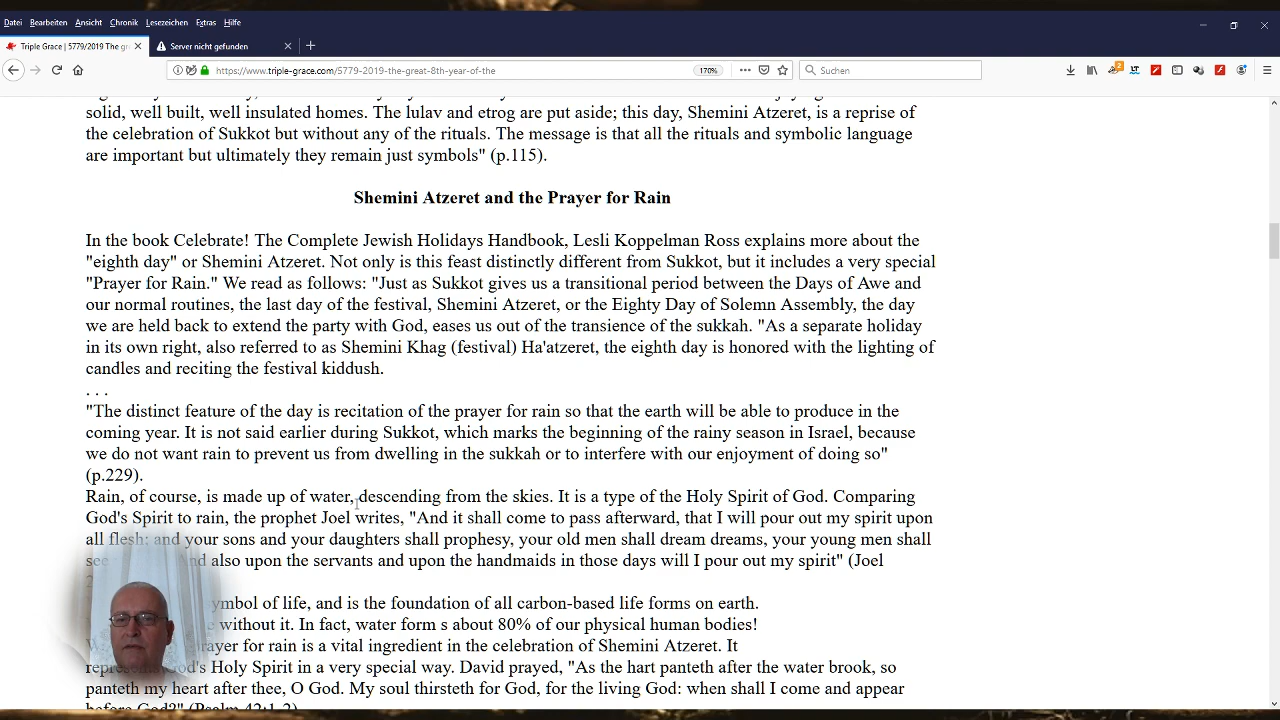 Datei Bearbeiten Ansicht Chronik Lesezeichen Extras Hilfe
Triple Grace | 5779/2019 The gre
Server nicht gefunden
https://www.triple-grace.com/5779-2019-the-great-8th-year-of-the
170%
Suchen
2
solid, well built, well insulated homes. The lulav and etrog are put aside; this day, Shemini Atzeret, is a reprise of
the celebration of Sukkot but without any of the rituals. The message is that all the rituals and symbolic language
are important but ultimately they remain just symbols" (p.115).
Shemini Atzeret and the Prayer for Rain
In the book Celebrate! The Complete Jewish Holidays Handbook, Lesli Koppelman Ross explains more about the
"eighth day" or Shemini Atzeret. Not only is this feast distinctly different from Sukkot, but it includes a very special
"Prayer for Rain." We read as follows: "Just as Sukkot gives us a transitional period between the Days of Awe and
our normal routines, the last day of the festival, Shemini Atzeret, or the Eighty Day of Solemn Assembly, the day
we are held back to extend the party with God, eases us out of the transience of the sukkah. "As a separate holiday
in its own right, also referred to as Shemini Khag (festival) Ha'atzeret, the eighth day is honored with the lighting of
candles and reciting the festival kiddush.
. . .
"The distinct feature of the day is recitation of the prayer for rain so that the earth will be able to produce in the
coming year. It is not said earlier during Sukkot, which marks the beginning of the rainy season in Israel, because
we do not want rain to prevent us from dwelling in the sukkah or to interfere with our enjoyment of doing so"
(p.229).
Rain, of course, is made up of water, descending from the skies. It is a type of the Holy Spirit of God. Comparing
God's Spirit to rain, the prophet Joel writes, "And it shall come to pass afterward, that I will pour out my spirit upon
all flesh; and your sons and your daughters shall prophesy, your old men shall dream dreams, your young men shall
see also upon the servants and upon the handmaids in those days will I pour out my spirit" (Joel
of life, and is the foundation of all carbon-based life forms on earth.
without it. In fact, water form s about 80% of our physical human bodies!
for rain is a vital ingredient in the celebration of Shemini Atzeret. It
God's Holy Spirit in a very special way. David prayed, "As the hart panteth after the water brook, so
panteth my heart after thee, O God. My soul thirsteth for God, for the living God: when shall I come and appear
before God?" (Psalm 42:1-2)